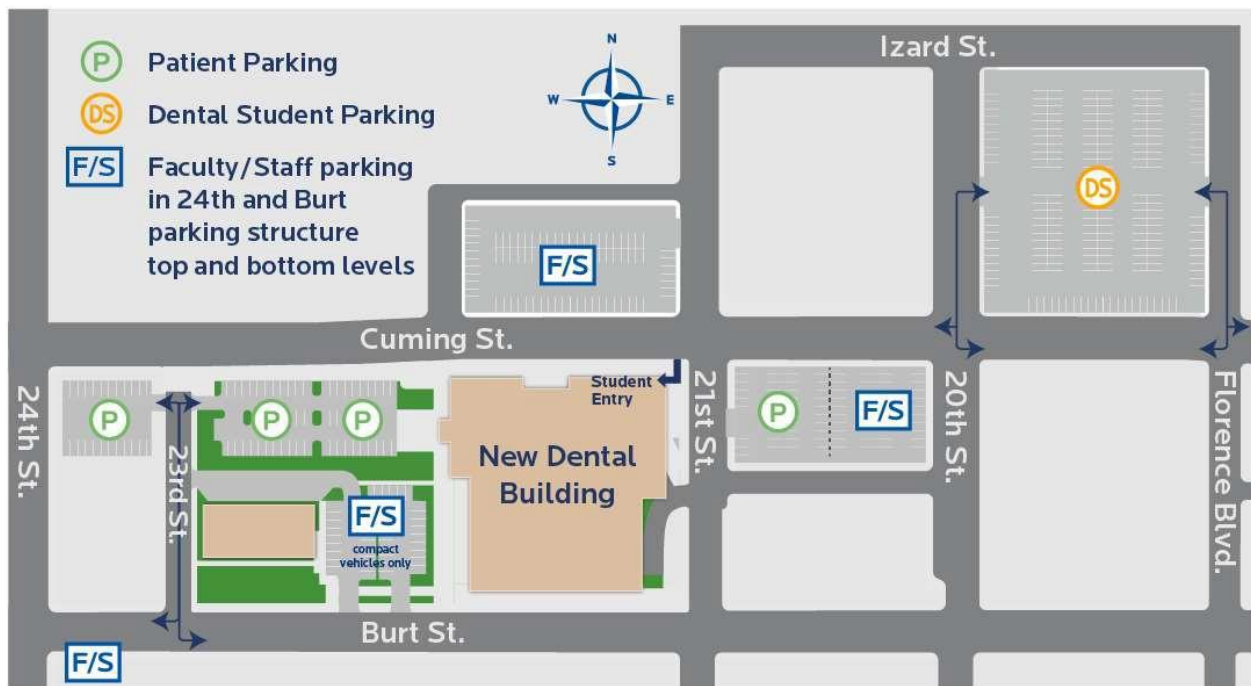 P
Patient Parking
DS
Dental Student Parking
F/S
Faculty/Staff parking
in 24th and Burt
parking structure
top and bottom levels
N
W
E
S
Izard St.
DS
F/S
Cuming St.
24th St.
P
23rd St.
P
P
Student
Entry
New Dental
Building
21st St.
P
F/S
20th St.
Florence Blvd.
F/S
compact
vehicles only
Burt St.
F/S